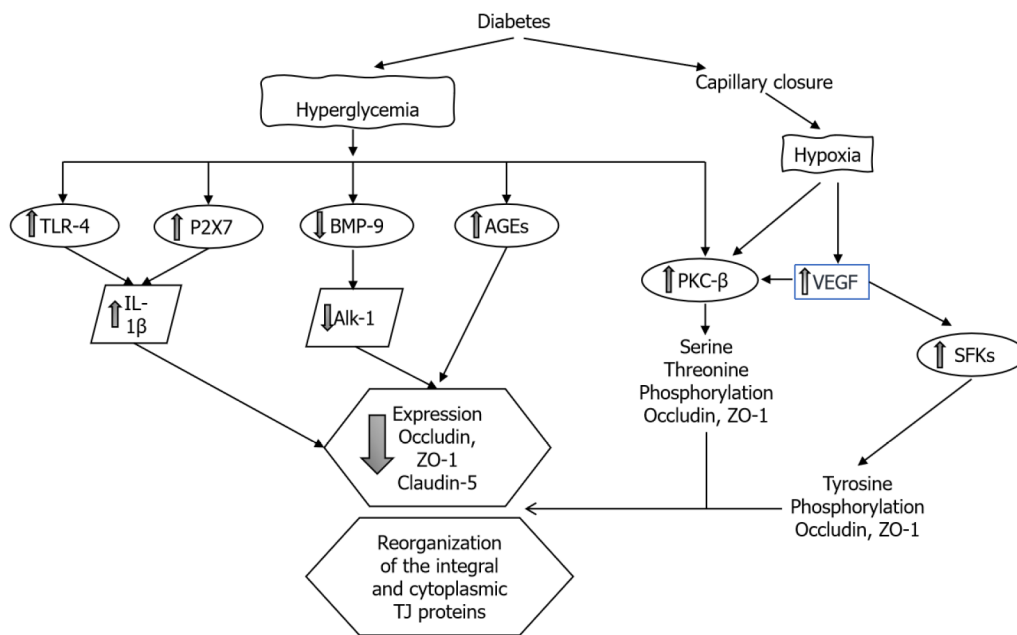 Diabetes
Capillary closure
Hyperglycemia
Hypoxia
TLR-4
P2X7
BMP-9
AGEs
PKC-β
VEGF
IL-
1β
Alk-1
SFKs
Serine
Threonine
Phosphorylation
Occludin, ZO-1
Expression
Occludin,
ZO-1
Claudin-5
Tyrosine
Phosphorylation
Occludin, ZO-1
Reorganization
of the integral
and cytoplasmic
TJ proteins